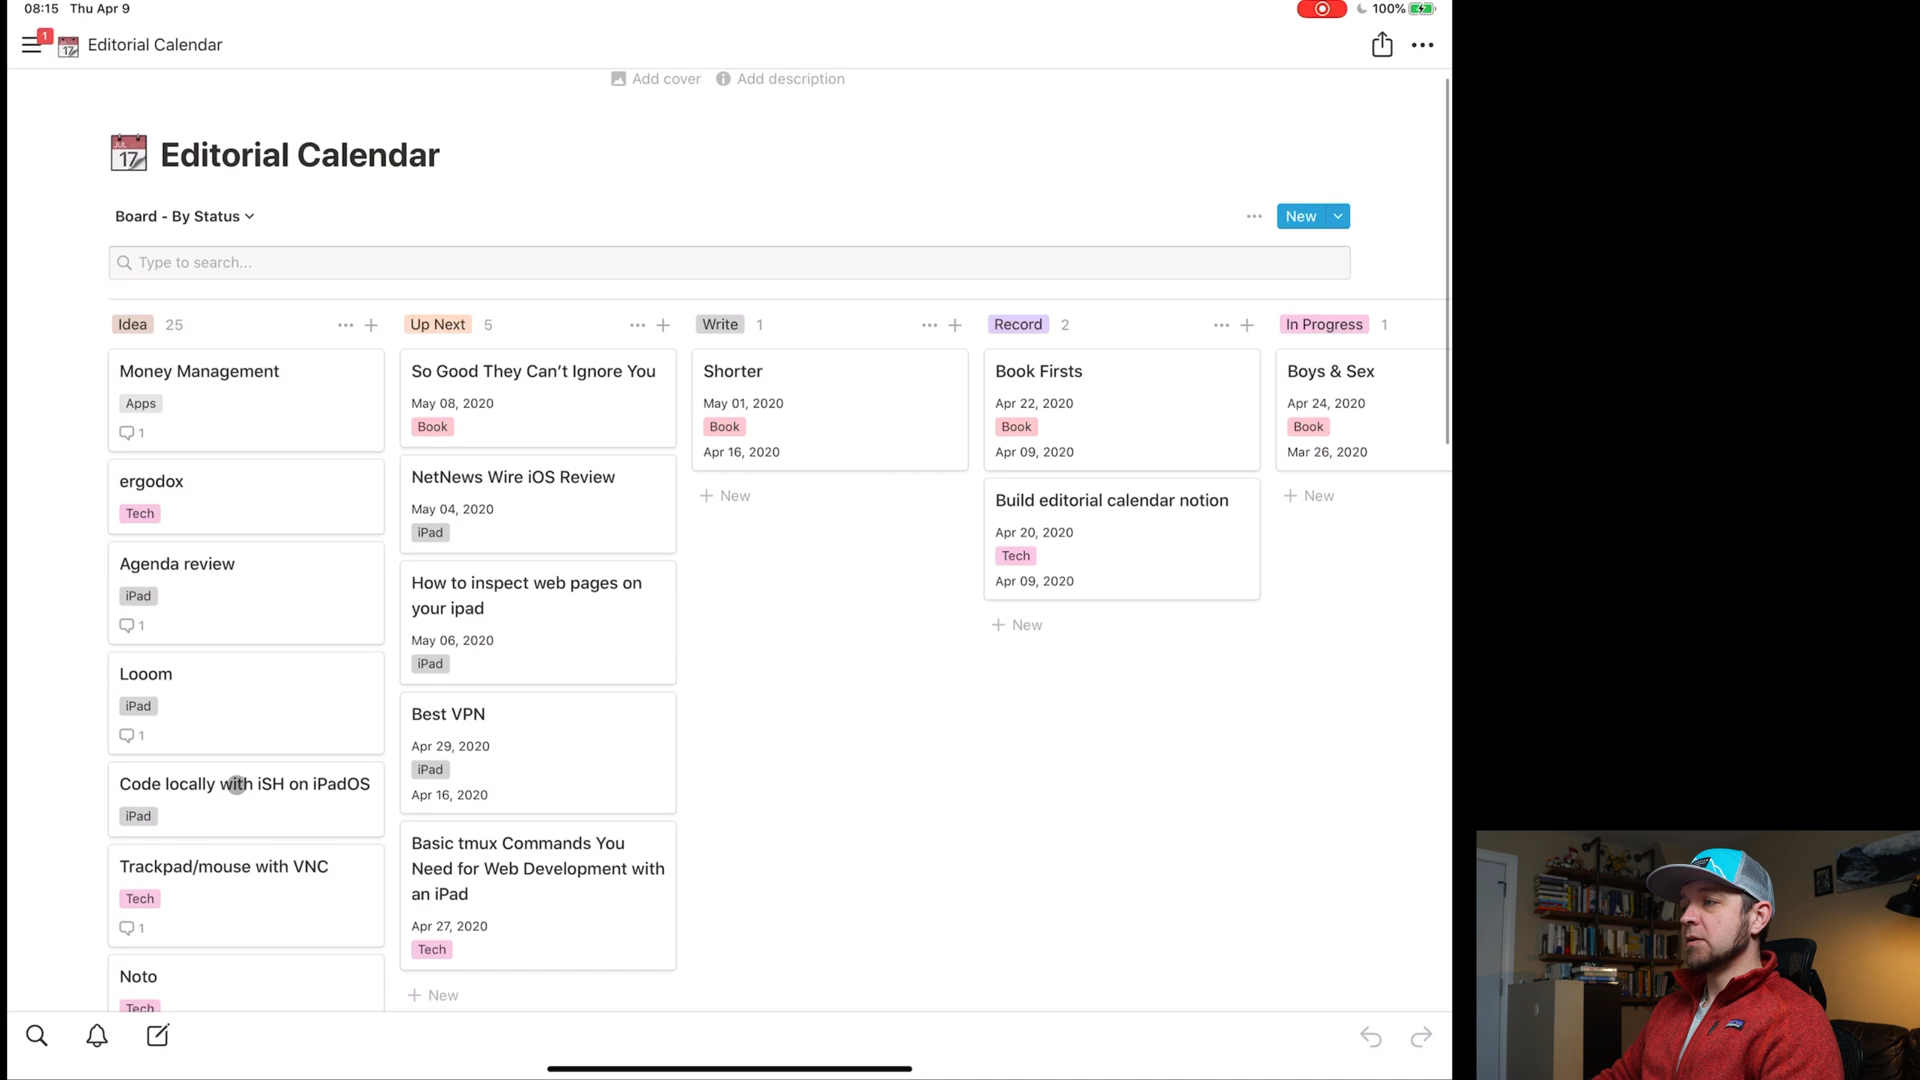 08:15 Thu Apr 9
100%
1
17
Editorial Calendar
Add cover
Add description
JUL
17
Editorial Calendar
Board - By Status
New
Type to search...
Idea 25
Money Management
Apps
1
ergodox
Tech
Agenda review
iPad
1
Looom
iPad
1
Code locally with iSH on iPadOS
iPad
Trackpad/mouse with VNC
Tech
1
Noto
Tech
Up Next 5
So Good They Can't Ignore You
May 08, 2020
Book
NetNews Wire iOS Review
May 04, 2020
iPad
How to inspect web pages on
your ipad
May 06, 2020
iPad
Best VPN
Apr 29, 2020
iPad
Apr 16, 2020
Basic tmux Commands You
Need for Web Development with
an iPad
Apr 27, 2020
Tech
New
Write 1
Shorter
May 01, 2020
Book
Apr 16, 2020
New
Record 2
Book Firsts
Apr 22, 2020
Book
Apr 09, 2020
Build editorial calendar notion
Apr 20, 2020
Tech
Apr 09, 2020
New
In Progress 1
Boys & Sex
Apr 24, 2020
Book
Mar 26, 2020
New